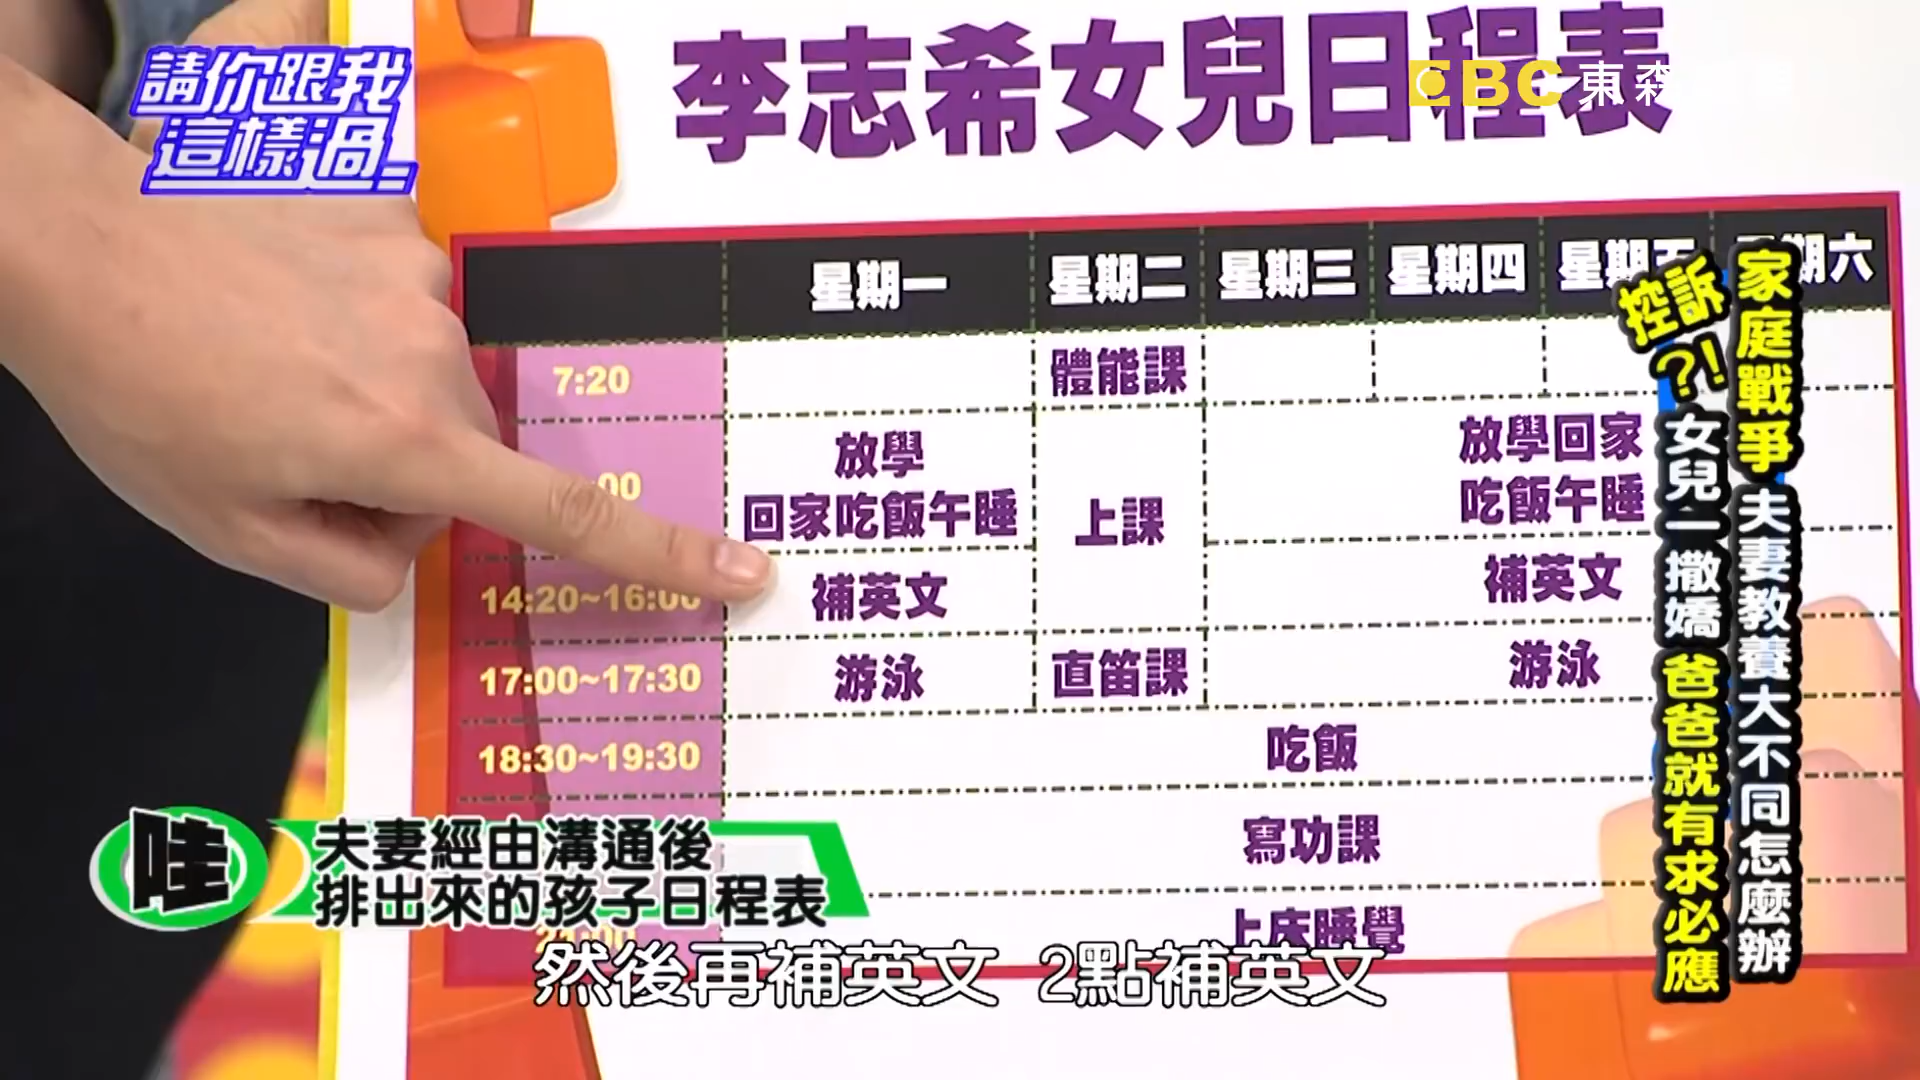 請你跟我
這樣過
李志希女兒日程表
EBC 東森
星期一 星期二 星期三 星期四 星期五 期六
7:20 體能課
放學
回家吃飯午睡
:00
上課
放學回家
吃飯午睡
14:20~16:00 補英文 補英文
17:00~17:30 游泳 直笛課 游泳
18:30~19:30 吃飯
寫功課
21:00 上床睡覺
家庭戰爭 夫妻教養大不同怎麼辦
控訴?! 女兒一撒嬌 爸爸就有求必應
哇
夫妻經由溝通後
排出來的孩子日程表
然後再補英文 2點補英文